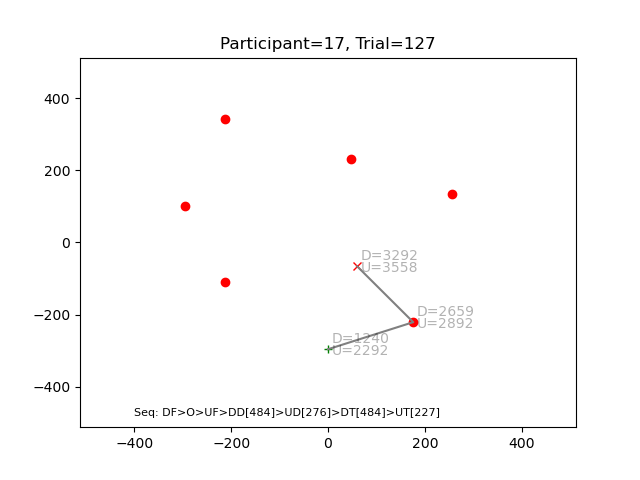 Participant=17, Trial=127
400
200
0
−200
−400
D=3292
U=3558
D=2659
U=2892
D=1240
U=2292
Seq: DF>O>UF>DD[484]>UD[276]>DT[484]>UT[227]
−400 −200 0 200 400